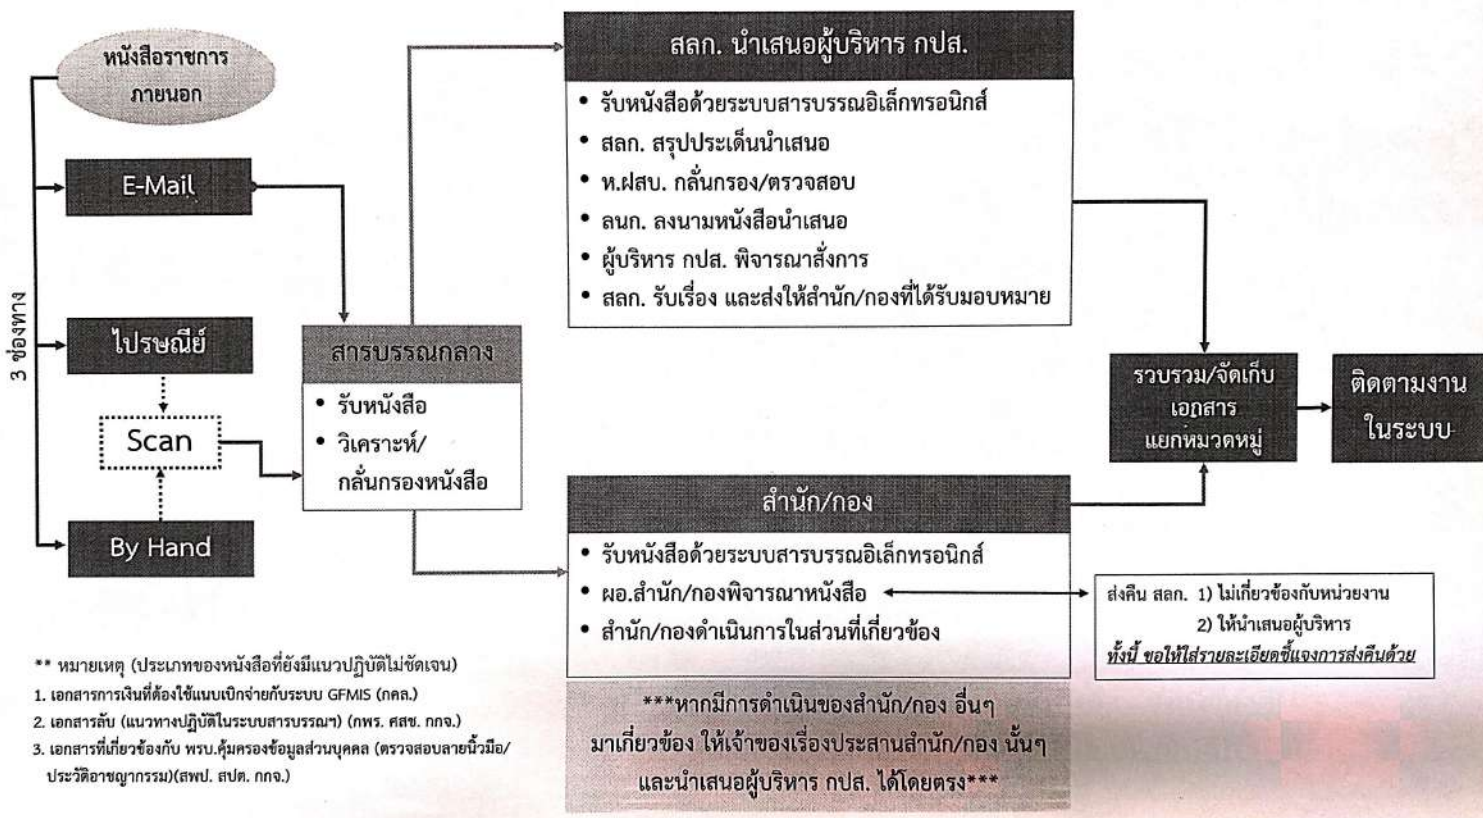 หนังสือราชการ
ภายนอก
3 ช่องทาง
E-Mail
ไปรษณีย์
Scan
By Hand
สารบรรณกลาง
• รับหนังสือ
• วิเคราะห์/
กลั่นกรองหนังสือ
สลก. นำเสนอผู้บริหาร กปส.
• รับหนังสือด้วยระบบสารบรรณอิเล็กทรอนิกส์
• สลก. สรุปประเด็นนำเสนอ
• ห.ฝสบ. กลั่นกรอง/ตรวจสอบ
• ลนก. ลงนามหนังสือนำเสนอ
• ผู้บริหาร กปส. พิจารณาสั่งการ
• สลก. รับเรื่อง และส่งให้สำนัก/กองที่ได้รับมอบหมาย
สำนัก/กอง
• รับหนังสือด้วยระบบสารบรรณอิเล็กทรอนิกส์
• ผอ.สำนัก/กองพิจารณาหนังสือ
• สำนัก/กองดำเนินการในส่วนที่เกี่ยวข้อง
***หากมีการดำเนินของสำนัก/กอง อื่นๆ
มาเกี่ยวข้อง ให้เจ้าของเรื่องประสานสำนัก/กอง นั้นๆ
และนำเสนอผู้บริหาร กปส. ได้โดยตรง***
รวบรวม/จัดเก็บ
เอกสาร
แยกหมวดหมู่
ติดตามงาน
ในระบบ
ส่งคืน สลก. 1) ไม่เกี่ยวข้องกับหน่วยงาน
2) ให้นำเสนอผู้บริหาร
ทั้งนี้ ขอให้ใส่รายละเอียดชี้แจงการส่งคืนด้วย
** หมายเหตุ (ประเภทของหนังสือที่ยังมีแนวปฏิบัติไม่ชัดเจน)
1. เอกสารการเงินที่ต้องใช้แนบเบิกจ่ายกับระบบ GFMIS (กคล.)
2. เอกสารลับ (แนวทางปฏิบัติในระบบสารบรรณฯ) (กพร. ศสช. กกจ.)
3. เอกสารที่เกี่ยวข้องกับ พรบ.คุ้มครองข้อมูลส่วนบุคคล (ตรวจสอบลายนิ้วมือ/
ประวัติอาชญากรรม)(สพป. สปต. กกจ.)